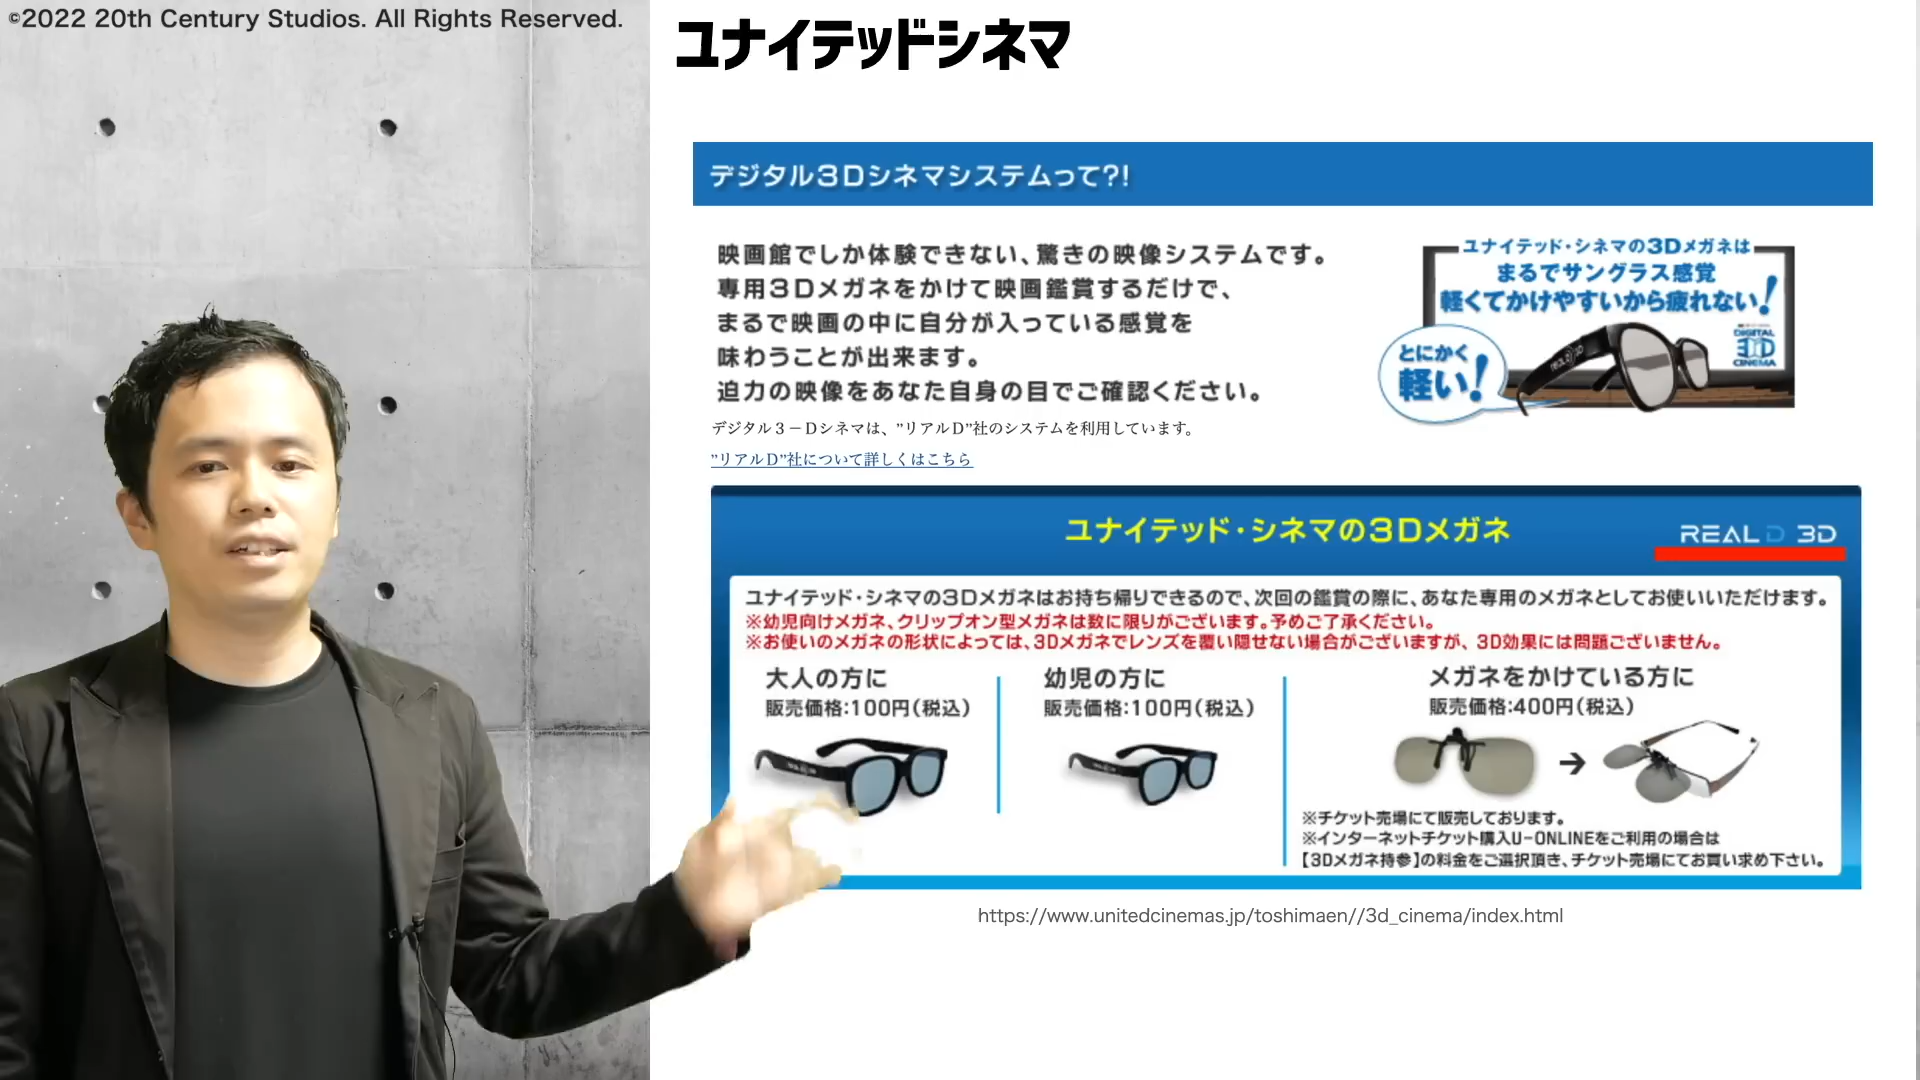 ©2022 20th Century Studios. All Rights Reserved.
ユナイテッドシネマ
デジタル3Dシネマシステムって?!
映画館でしか体験できない、驚きの映像システムです。
専用3Dメガネをかけて映画鑑賞するだけで、
まるで映画の中に自分が入っている感覚を
味わうことが出来ます。
迫力の映像をあなた自身の目でご確認ください。
デジタル3－Dシネマは、”リアルＤ”社のシステムを利用しています。
”リアルＤ”社について詳しくはこちら
ユナイテッド・シネマの3Dメガネは
まるでサングラス感覚
軽くてかけやすいから疲れない!
とにかく
軽い!
DIGITAL
3D
CINEMA
ユナイテッド・シネマの3Dメガネ
REAL D 3D
ユナイテッド・シネマの3Dメガネはお持ち帰りできるので、次回の鑑賞の際に、あなた専用のメガネとしてお使いいただけます。
※幼児向けメガネ、クリップオン型メガネは数に限りがございます。予めご了承ください。
※お使いのメガネの形状によっては、3Dメガネでレンズを覆い隠せない場合がございますが、3D効果には問題ございません。
大人の方に
販売価格:100円(税込)
幼児の方に
販売価格:100円(税込)
メガネをかけている方に
販売価格:400円(税込)
※チケット売場にて販売しております。
※インターネットチケット購入U-ONLINEをご利用の場合は
【3Dメガネ持参】の料金をご選択頂き、チケット売場にてお買い求め下さい。
https://www.unitedcinemas.jp/toshimaen//3d_cinema/index.html